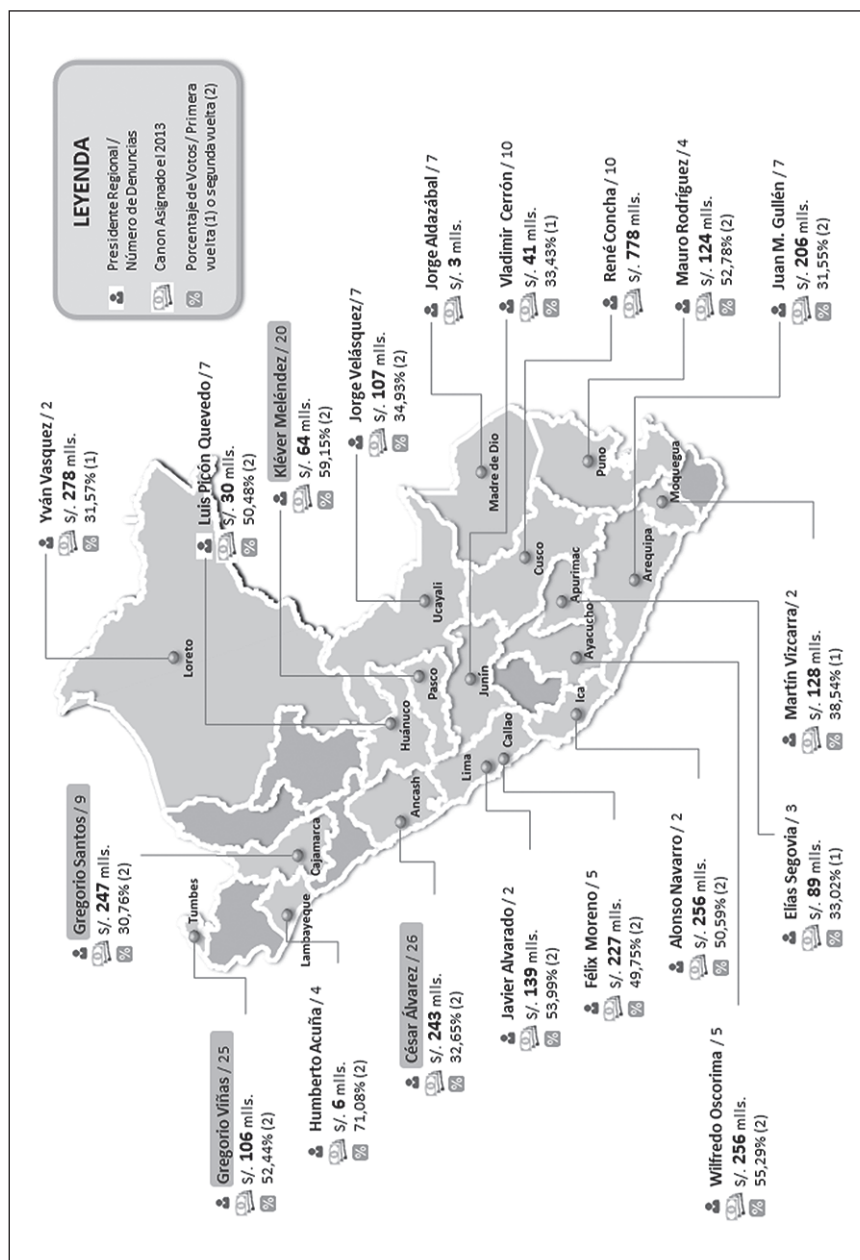 LEYENDA
Presidente Regional /
Número de Denuncias
Canon Asignado el 2013
Porcentaje de Votos / Primera
vuelta (1) o segunda vuelta (2)
Yván Vasquez / 2
S/. 278 mlls.
31,57% (1)
Luis Picón Quevedo / 7
S/. 30 mlls.
50,48% (2)
Kléver Meléndez / 20
S/. 64 mlls.
59,15% (2)
Jorge Velásquez/ 7
S/. 107 mlls.
34,93% (2)
Jorge Aldazábal / 7
S/. 3 mlls.
Vladimir Cerrón / 10
S/. 41 mlls.
33,43% (1)
René Concha / 10
S/. 778 mlls.
Mauro Rodríguez / 4
S/. 124 mlls.
52,78% (2)
Juan M. Gullén / 7
S/. 206 mlls.
31,55% (2)
Gregorio Santos / 9
S/. 247 mlls.
30,76% (2)
Tumbes
Lambayeque
Cajamarca
Loreto
Ancash
Huánuco
Pasco
Ucayali
Lima
Callao
Junín
Madre de Dio
Ica
Ayacucho
Apurimac
Cusco
Puno
Arequipa
Moquegua
Gregorio Viñas / 25
S/. 106 mlls.
52,44% (2)
Humberto Acuña / 4
S/. 6 mlls.
71,08% (2)
César Álvarez / 26
S/. 243 mlls.
32,65% (2)
Javier Alvarado / 2
S/. 139 mlls.
53,99% (2)
Félix Moreno / 5
S/. 227 mlls.
49,75% (2)
Alonso Navarro / 2
S/. 256 mlls.
50,59% (2)
Wilfredo Oscorima / 5
S/. 256 mlls.
55,29% (2)
Elías Segovia / 3
S/. 89 mlls.
33,02% (1)
Martín Vizcarra/ 2
S/. 128 mlls.
38,54% (1)